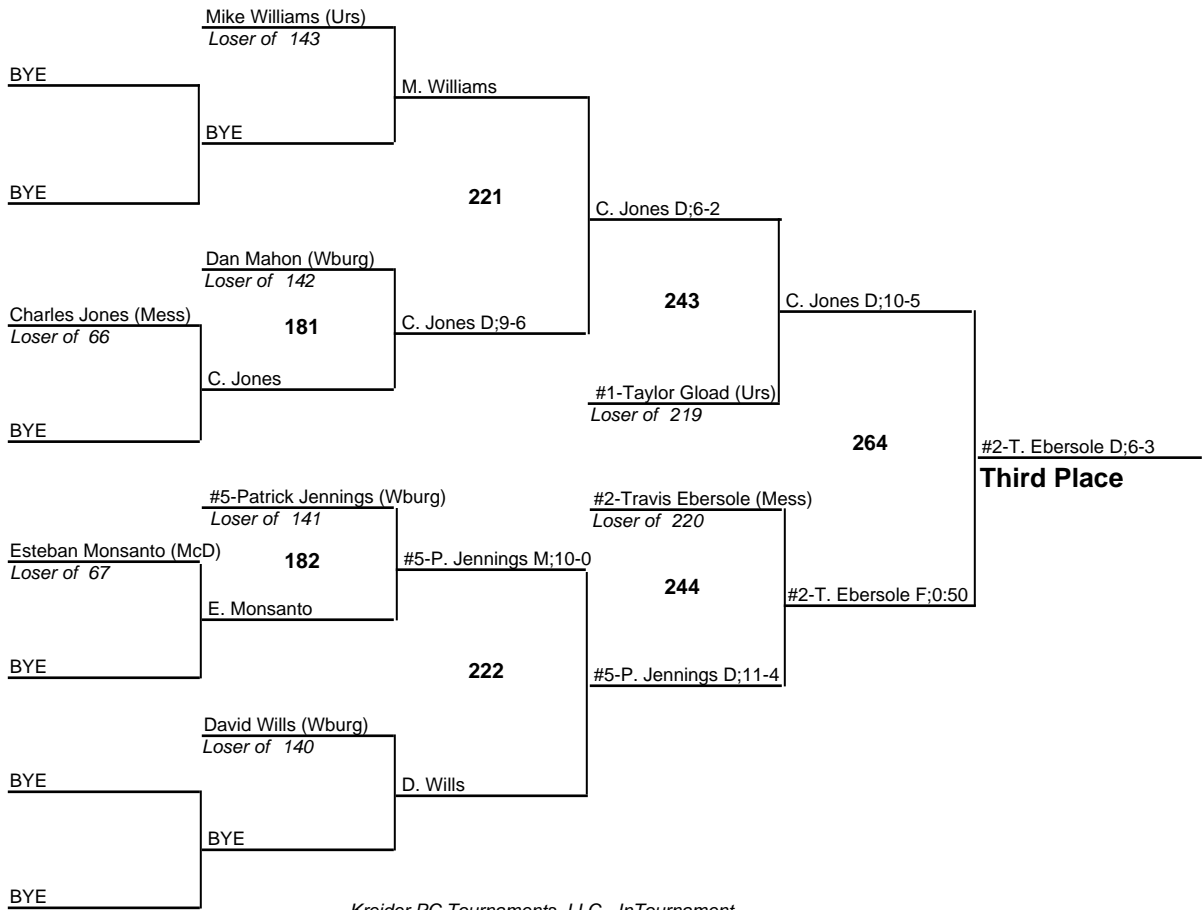 Mike Williams (Urs)
Loser of 143
BYE
M. Williams
BYE
BYE
221
C. Jones D;6-2
Dan Mahon (Wburg)
Loser of 142
Charles Jones (Mess)
Loser of 66
181
C. Jones D;9-6
243
C. Jones D;10-5
C. Jones
#1-Taylor Gload (Urs)
Loser of 219
BYE
264
#2-T. Ebersole D;6-3
Third Place
#5-Patrick Jennings (Wburg)
Loser of 141
#2-Travis Ebersole (Mess)
Loser of 220
Esteban Monsanto (McD)
Loser of 67
182
#5-P. Jennings M;10-0
244
#2-T. Ebersole F;0:50
E. Monsanto
BYE
222
#5-P. Jennings D;11-4
David Wills (Wburg)
Loser of 140
BYE
D. Wills
BYE
BYE
Kreider PC Tournaments, LLC - InTournament